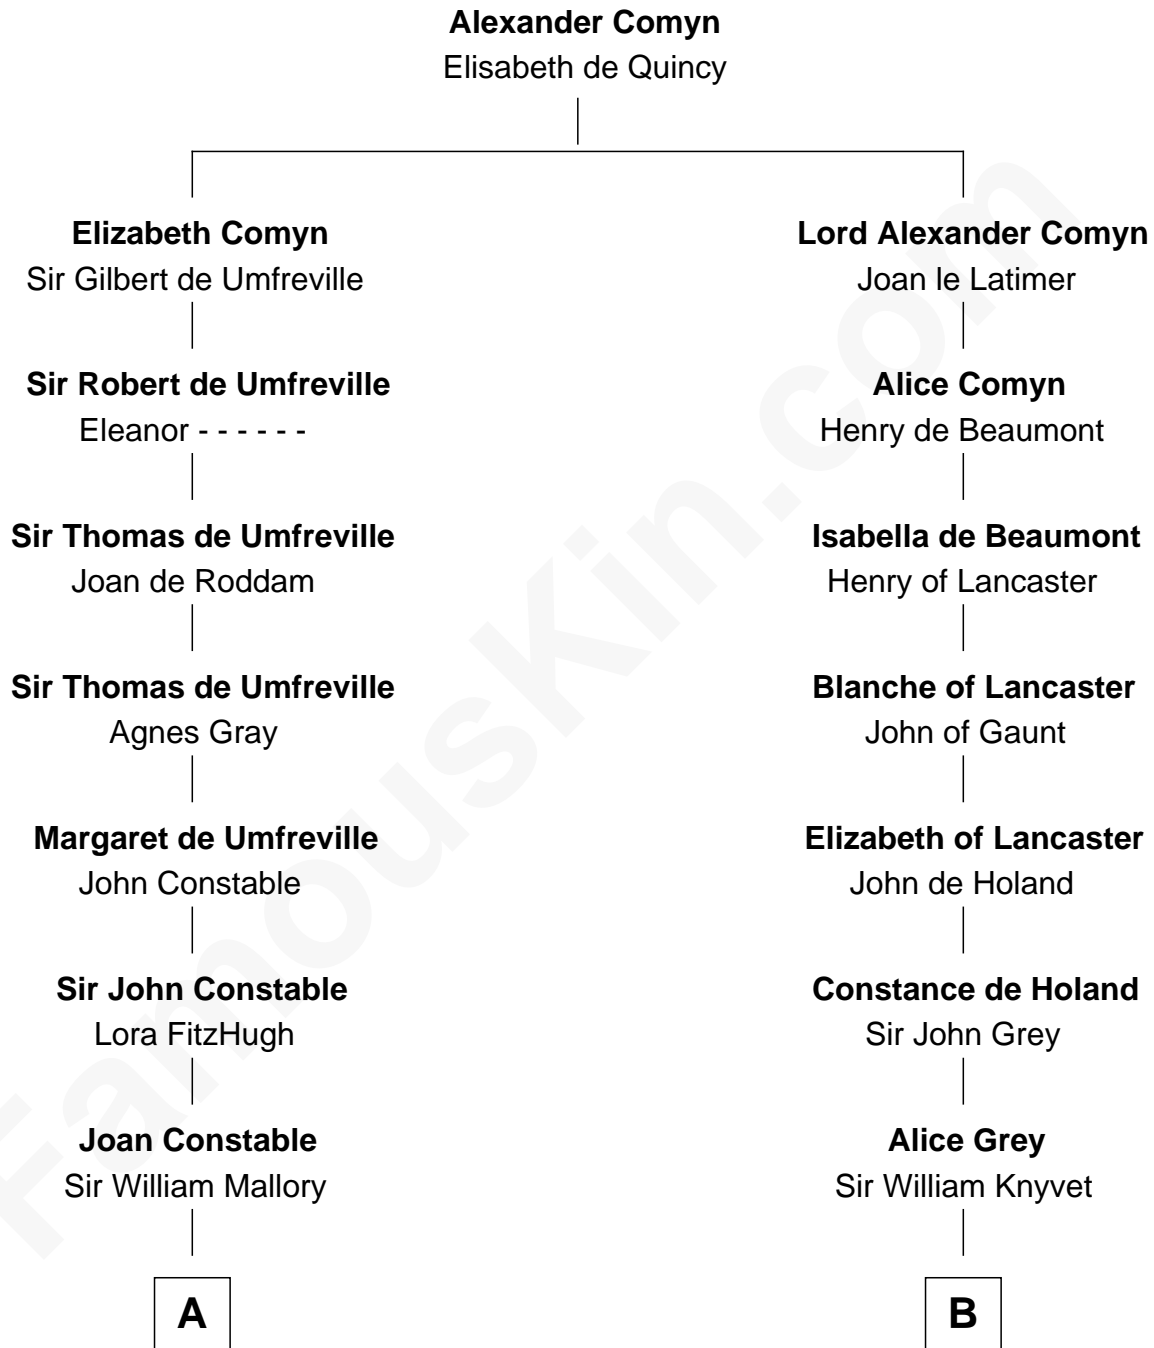 Alexander Comyn
Elisabeth de Quincy
Elizabeth Comyn
Sir Gilbert de Umfreville
Lord Alexander Comyn
Joan le Latimer
Sir Robert de Umfreville
Eleanor - - - - - -
Alice Comyn
Henry de Beaumont
Sir Thomas de Umfreville
Joan de Roddam
Isabella de Beaumont
Henry of Lancaster
Sir Thomas de Umfreville
Agnes Gray
Blanche of Lancaster
John of Gaunt
Margaret de Umfreville
John Constable
Elizabeth of Lancaster
John de Holand
Sir John Constable
Lora FitzHugh
Constance de Holand
Sir John Grey
Joan Constable
Sir William Mallory
Alice Grey
Sir William Knyvet
A
B
FamousKin.com